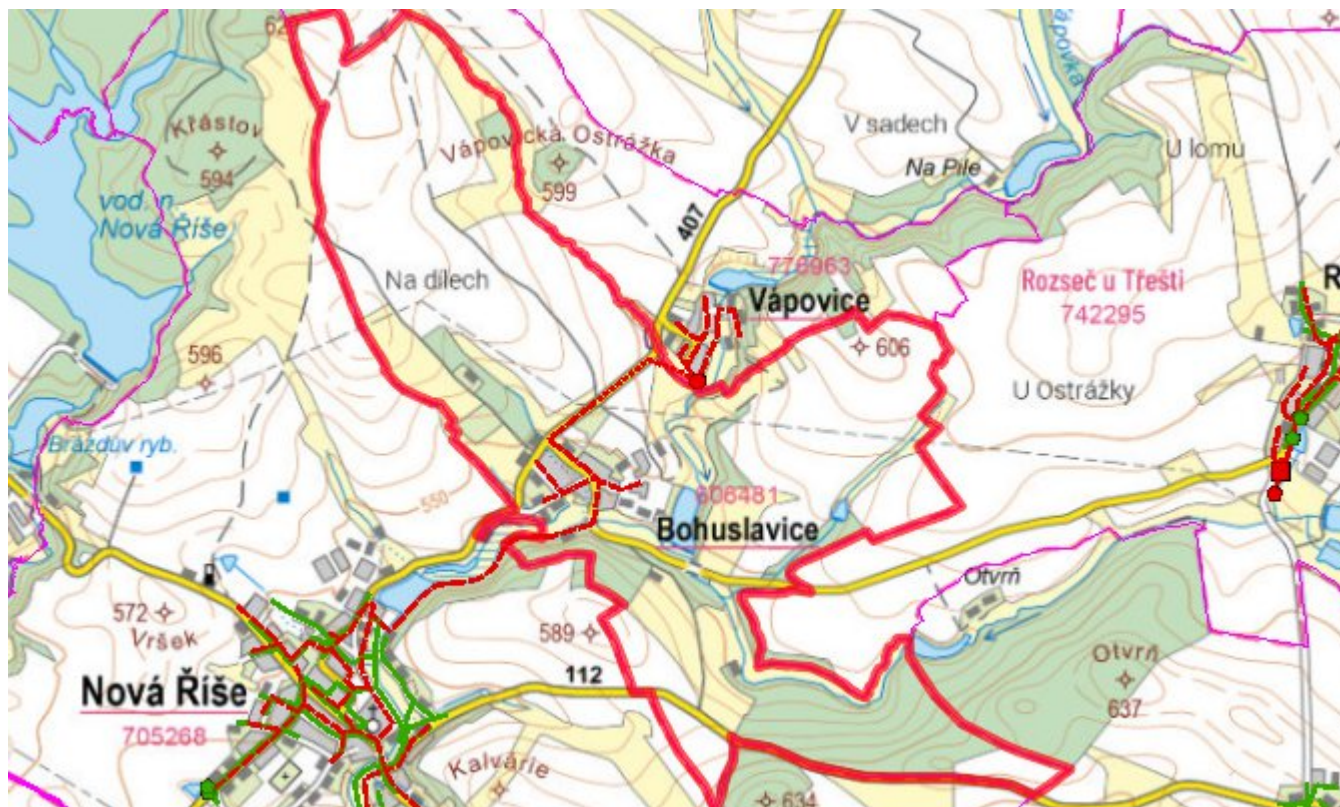 62
Křástov
594
vod. n.
Nová Říše
Vápovická Ostrážka
599
407
V sadech
Na Pile
U lomu
776963
Vápovice
Na dílech
Rozseč u Třešti
742295
R
606
U Ostrážky
596
Brázdův ryb.
550
608481
Bohuslavice
Otvrň
572
Vršek
589
112
Otvrň
637
Nová Říše
705268
Kalvárie
634